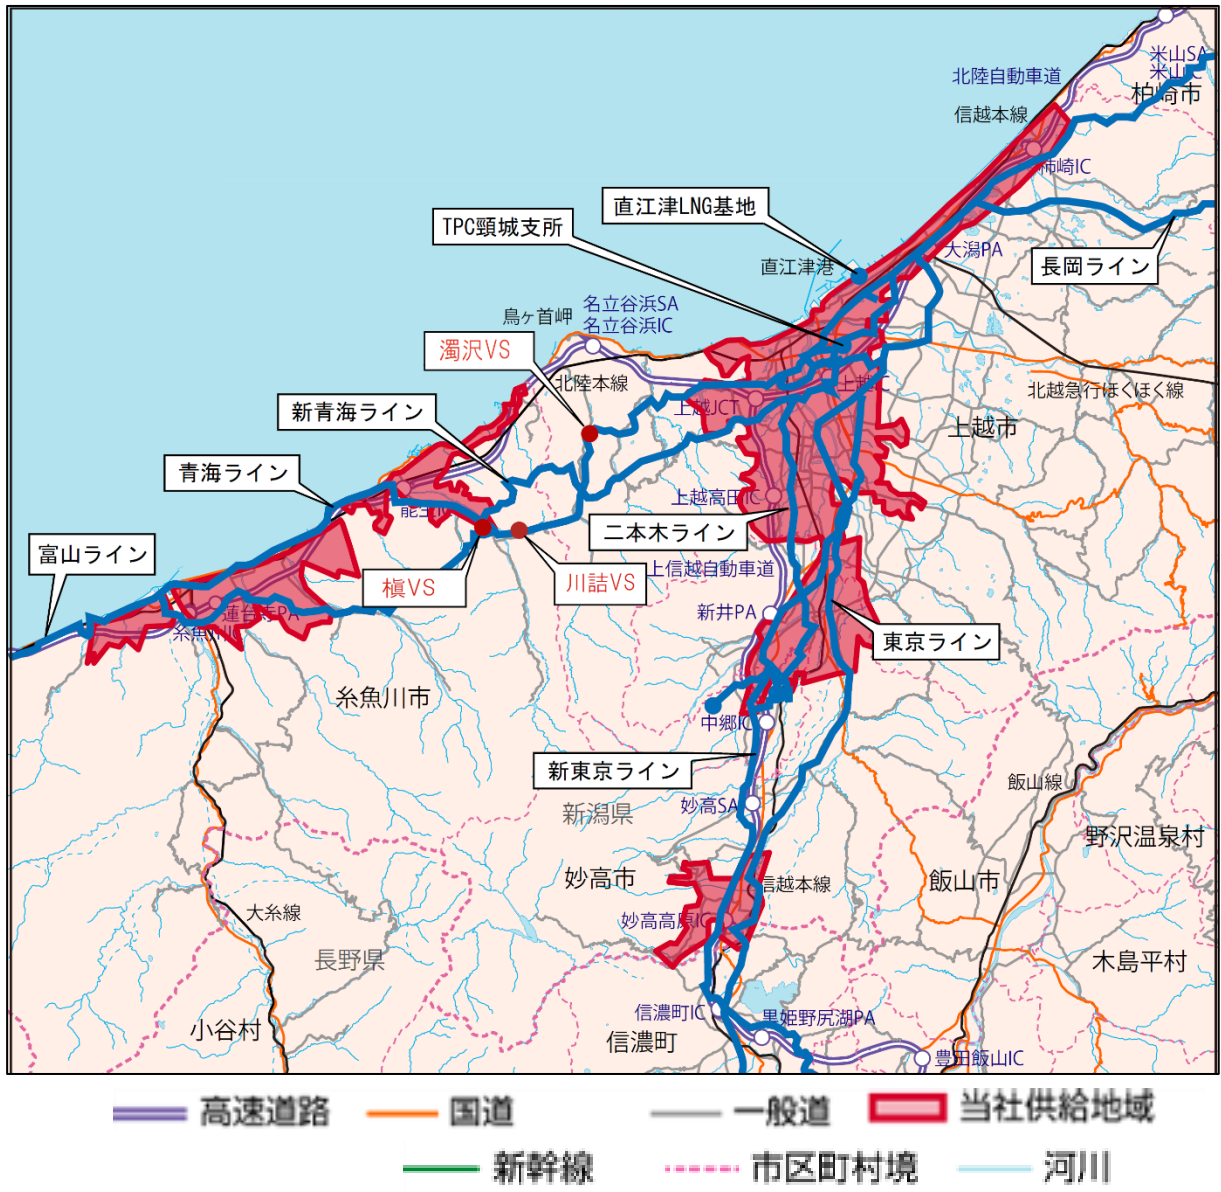 米山SA
北陸自動車道
米山IC
柏崎市
信越本線
柿崎IC
直江津LNG基地
TPC頸城支所
大潟PA
直江津港
長岡ライン
名立谷浜SA
鳥ヶ首岬
名立谷浜IC
濁沢VS
北陸本線
上越IC
北越急行ほくほく線
新青海ライン
上越JCT
上越市
青海ライン
上越高田IC
能生IC
二本木ライン
富山ライン
上信越自動車道
槇VS
川詰VS
蓮台寺PA
新井PA
糸魚川IC
東京ライン
糸魚川市
中郷IC
新東京ライン
飯山線
新潟県
妙高SA
野沢温泉村
妙高市
信越本線
飯山市
大糸線
妙高高原IC
長野県
木島平村
信濃町IC
黒姫野尻湖PA
小谷村
信濃町
豊田飯山IC
高速道路 国道 一般道 当社供給地域
新幹線 市区町村境 河川